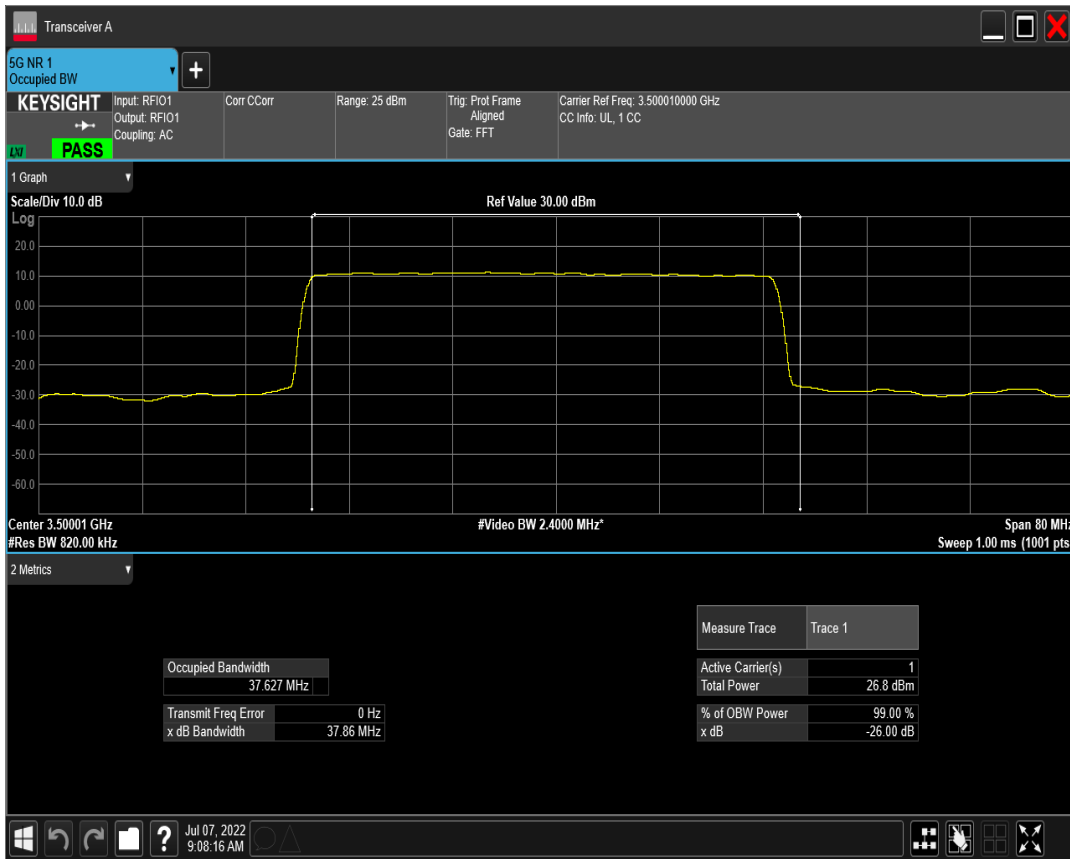 Transceiver A
5G NR 1
Occupied BW
+
KEYSIGHT
LXI
PASS
Input: RFIO1
Output: RFIO1
Coupling: AC
Corr CCorr
Range: 25 dBm
Trig: Prot Frame
Aligned
Gate: FFT
Carrier Ref Freq: 3.500010000 GHz
CC Info: UL, 1 CC
1 Graph
Scale/Div 10.0 dB
Ref Value 30.00 dBm
Log
20.0
10.0
0.00
-10.0
-20.0
-30.0
-40.0
-50.0
-60.0
Center 3.50001 GHz
#Video BW 2.4000 MHz*
Span 80 MHz
#Res BW 820.00 kHz
Sweep 1.00 ms (1001 pts
2 Metrics
Measure Trace Trace 1
Occupied Bandwidth
37.627 MHz
Active Carrier(s) 1
Total Power 26.8 dBm
Transmit Freq Error 0 Hz
x dB Bandwidth 37.86 MHz
% of OBW Power 99.00 %
x dB -26.00 dB
?
Jul 07, 2022
9:08:16 AM